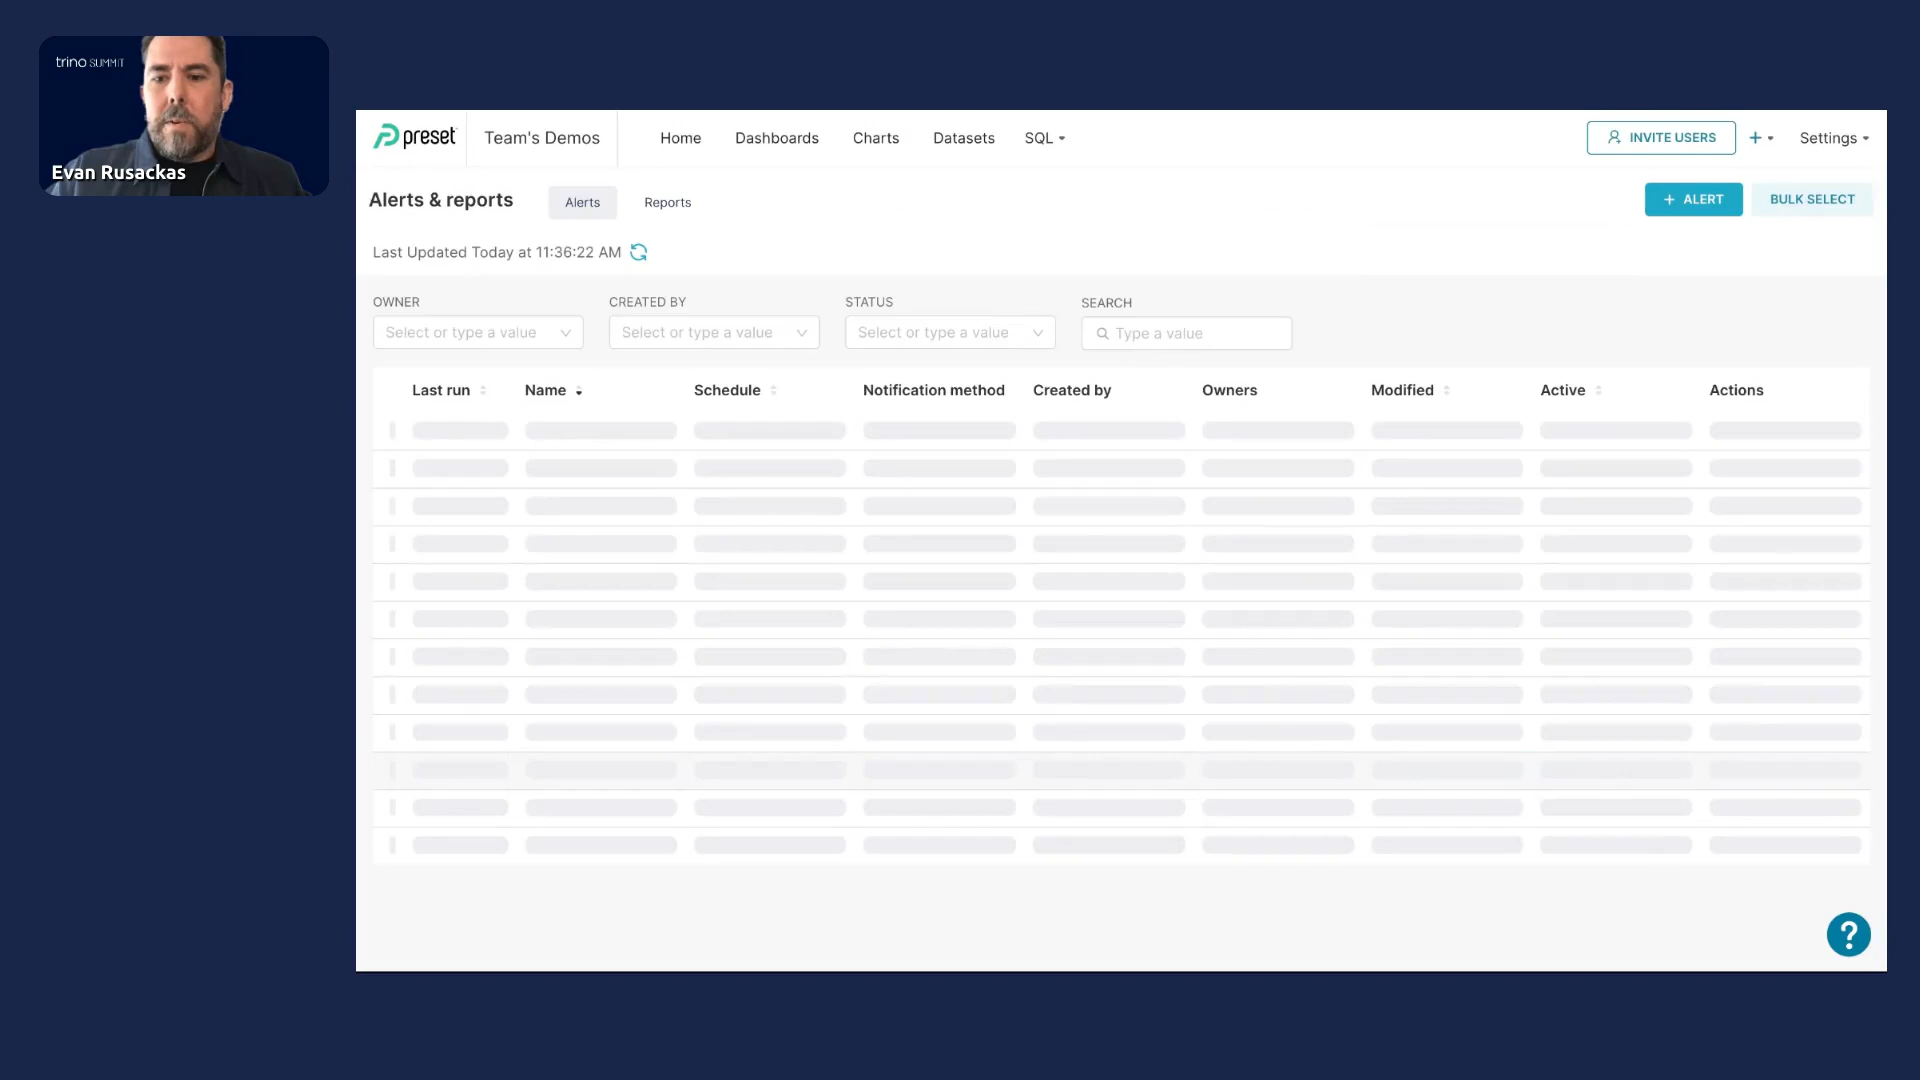 trino SUMMIT
Evan Rusackas
preset
Team's Demos
Home
Dashboards
Charts
Datasets
SQL
INVITE USERS
+
Settings
Alerts & reports
Alerts
Reports
+ ALERT
BULK SELECT
Last Updated Today at 11:36:22 AM
OWNER
CREATED BY
STATUS
SEARCH
Select or type a value
Select or type a value
Select or type a value
Type a value
Last run
Name
Schedule
Notification method
Created by
Owners
Modified
Active
Actions
?